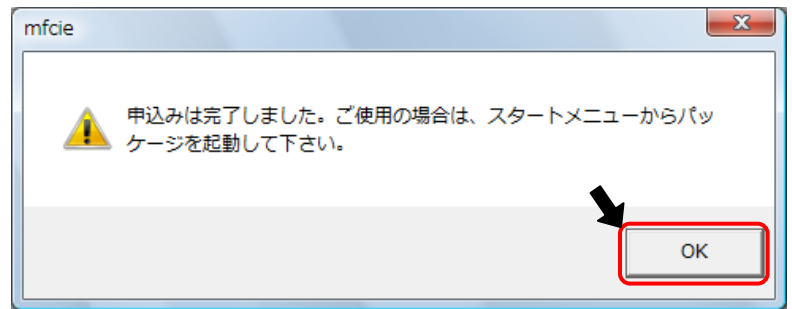 mfcie
申込みは完了しました。ご使用の場合は、スタートメニューからパッ
ケージを起動して下さい。
OK